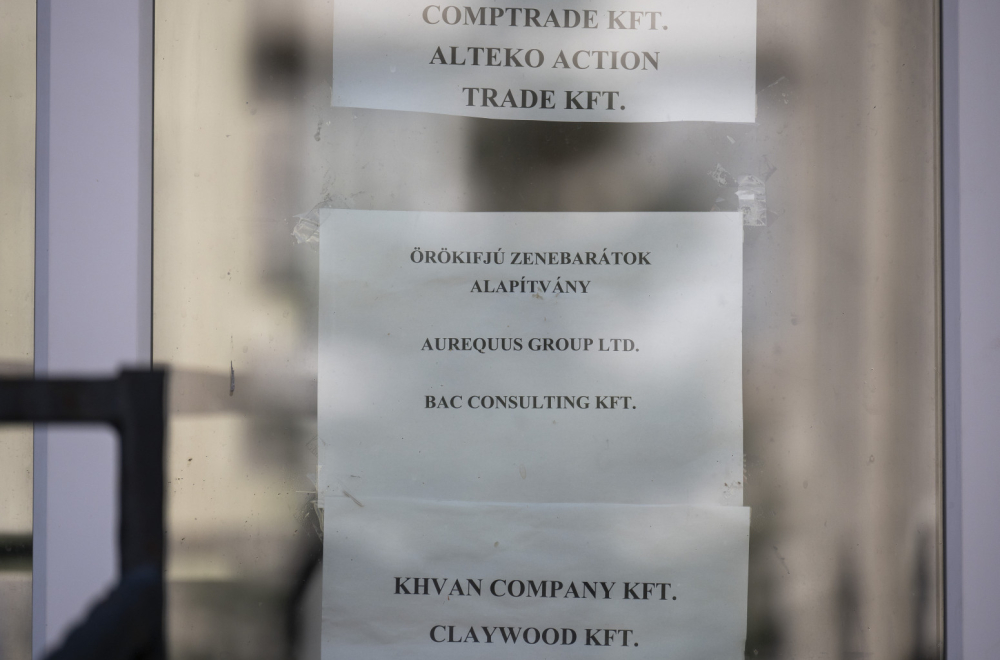 COMPTRADE KFT.
ALTEKO ACTION
TRADE KFT.
ÖRÖKIFJÚ ZENEBARÁTOK
ALAPÍTVÁNY
AUREQUUS GROUP LTD.
BAC CONSULTING KFT.
KHVAN COMPANY KFT.
CLAYWOOD KFT.